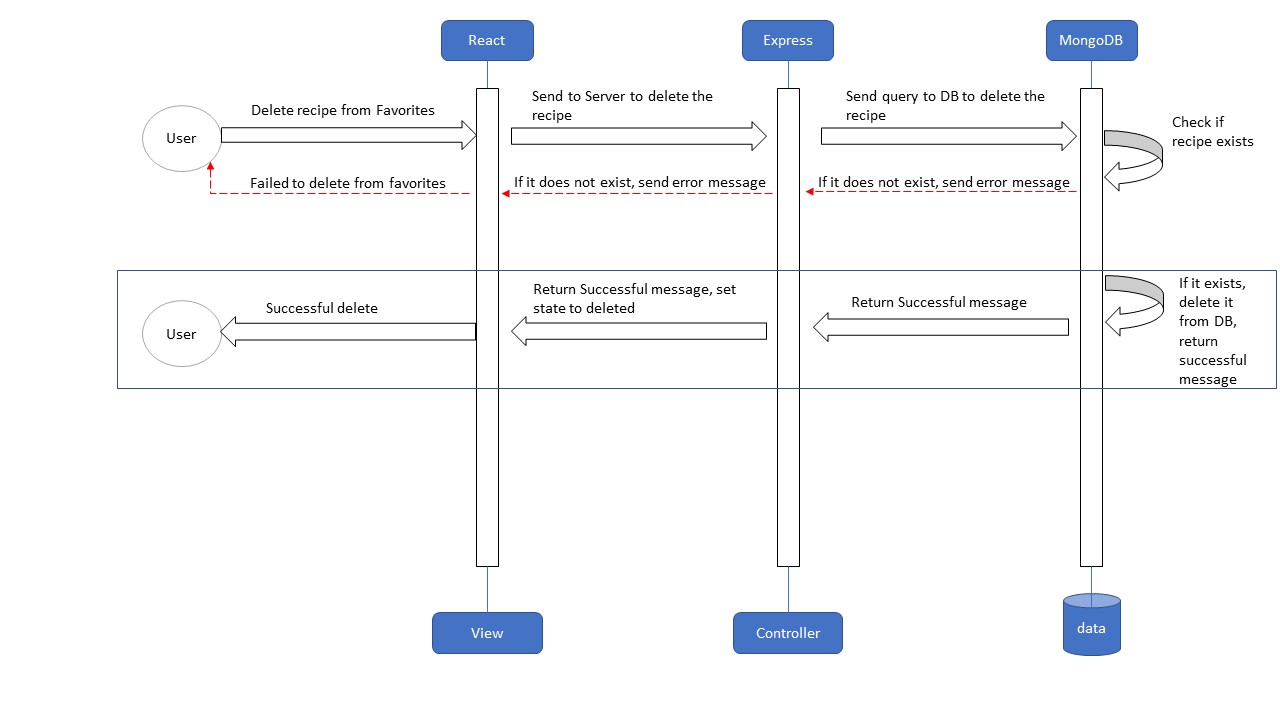 React
Express
MongoDB
User
Delete recipe from Favorites
Send to Server to delete the
recipe
Send query to DB to delete the
recipe
Check if
recipe exists
Failed to delete from favorites
If it does not exist, send error message
If it does not exist, send error message
User
Successful delete
Return Successful message, set
state to deleted
Return Successful message
If it exists,
delete it
from DB,
return
successful
message
View
Controller
data